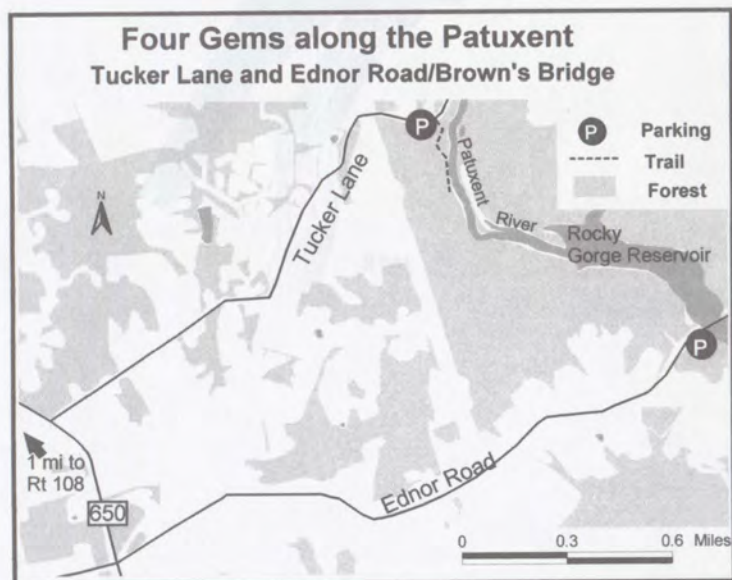 Four Gems along the Patuxent
Tucker Lane and Ednor Road/Brown's Bridge
P
P Parking
Trail
Forest
N
Tucker Lane
Patuxent
River
Rocky
Gorge Reservoir
P
1 mi to
Rt 108
650
Ednor Road
0 0.3 0.6 Miles